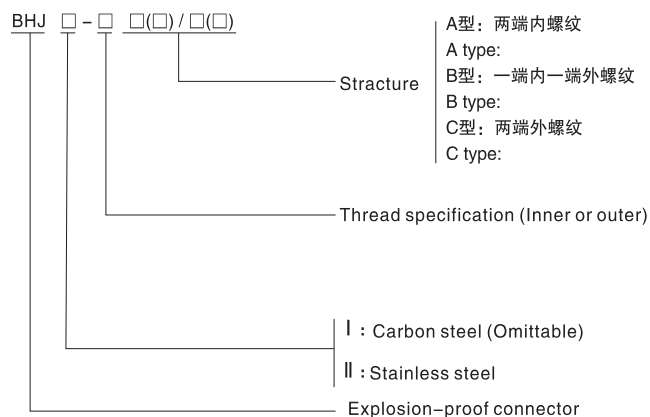 BHJ □ - □ □(□) / □(□)
Stracture
A型：两端内螺纹
A type:
B型：一端内一端外螺纹
B type:
C型：两端外螺纹
C type:
Thread specification (Inner or outer)
Ⅰ : Carbon steel (Omittable)
Ⅱ : Stainless steel
Explosion-proof connector